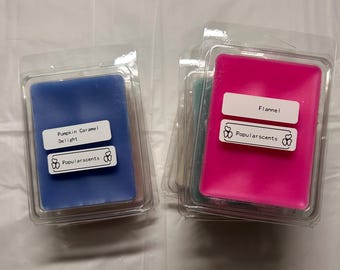 Pumpkin Caramel
Delight
Popularscents
Flannel
Popularscents